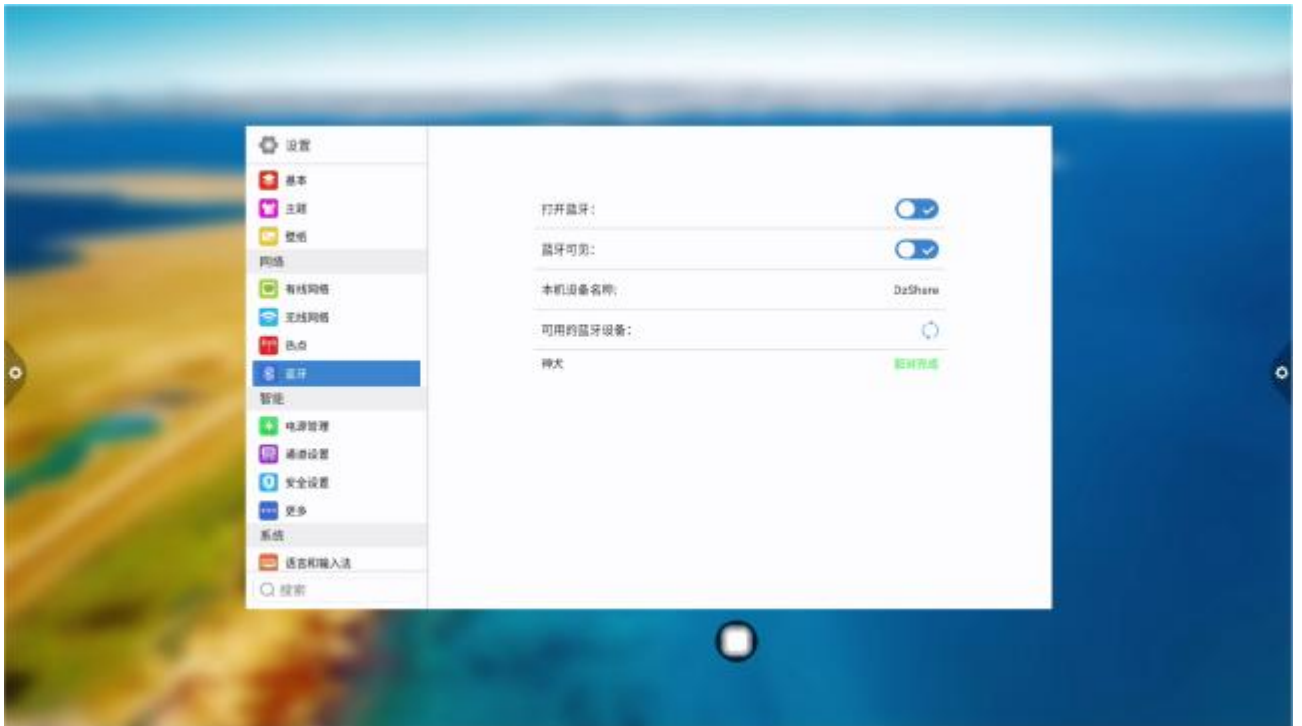 设置
基本
主题
壁纸
网络
有线网络
无线网络
热点
蓝牙
智能
电源管理
通道设置
安全设置
更多
系统
语言和输入法
搜索
打开蓝牙：
蓝牙可见：
本机设备名称： DzShare
可用的蓝牙设备：
神犬 配对完成